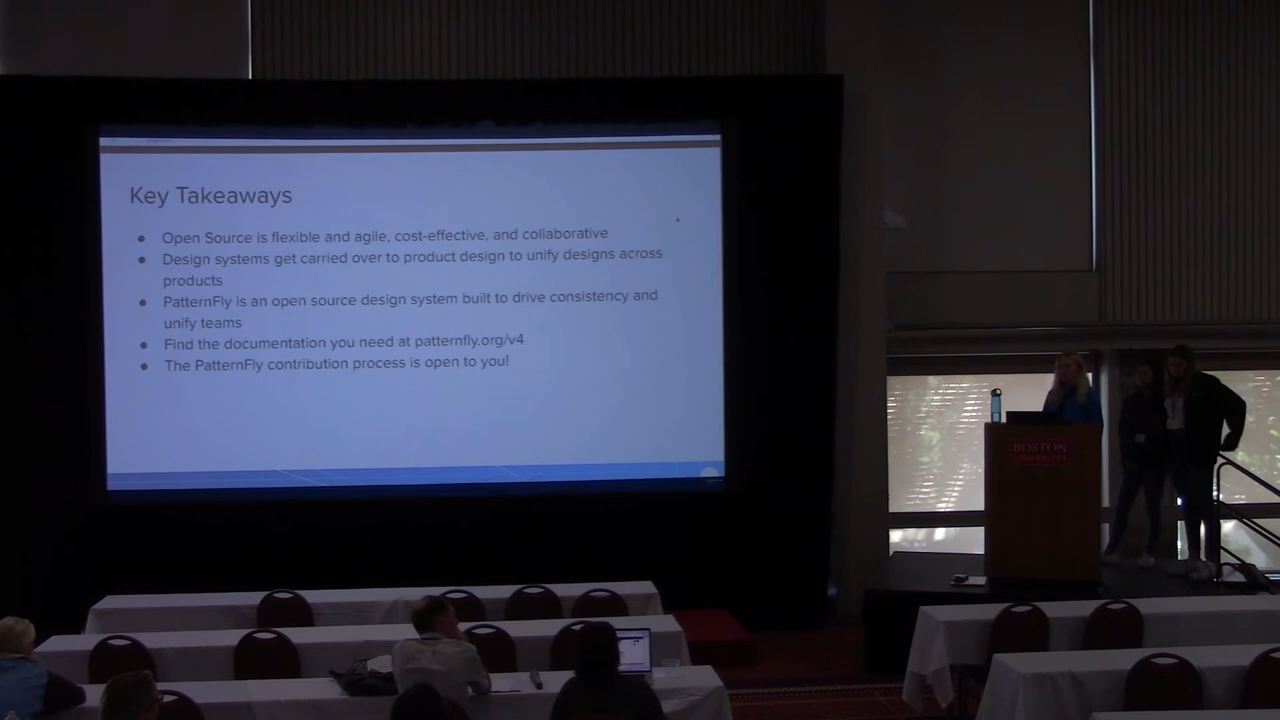 Key Takeaways
● Open Source is flexible and agile, cost-effective, and collaborative
● Design systems get carried over to product design to unify designs across
products
● PatternFly is an open source design system built to drive consistency and
unify teams
● Find the documentation you need at patternfly.org/v4
● The PatternFly contribution process is open to you!
BOSTON
UNIVERSITY